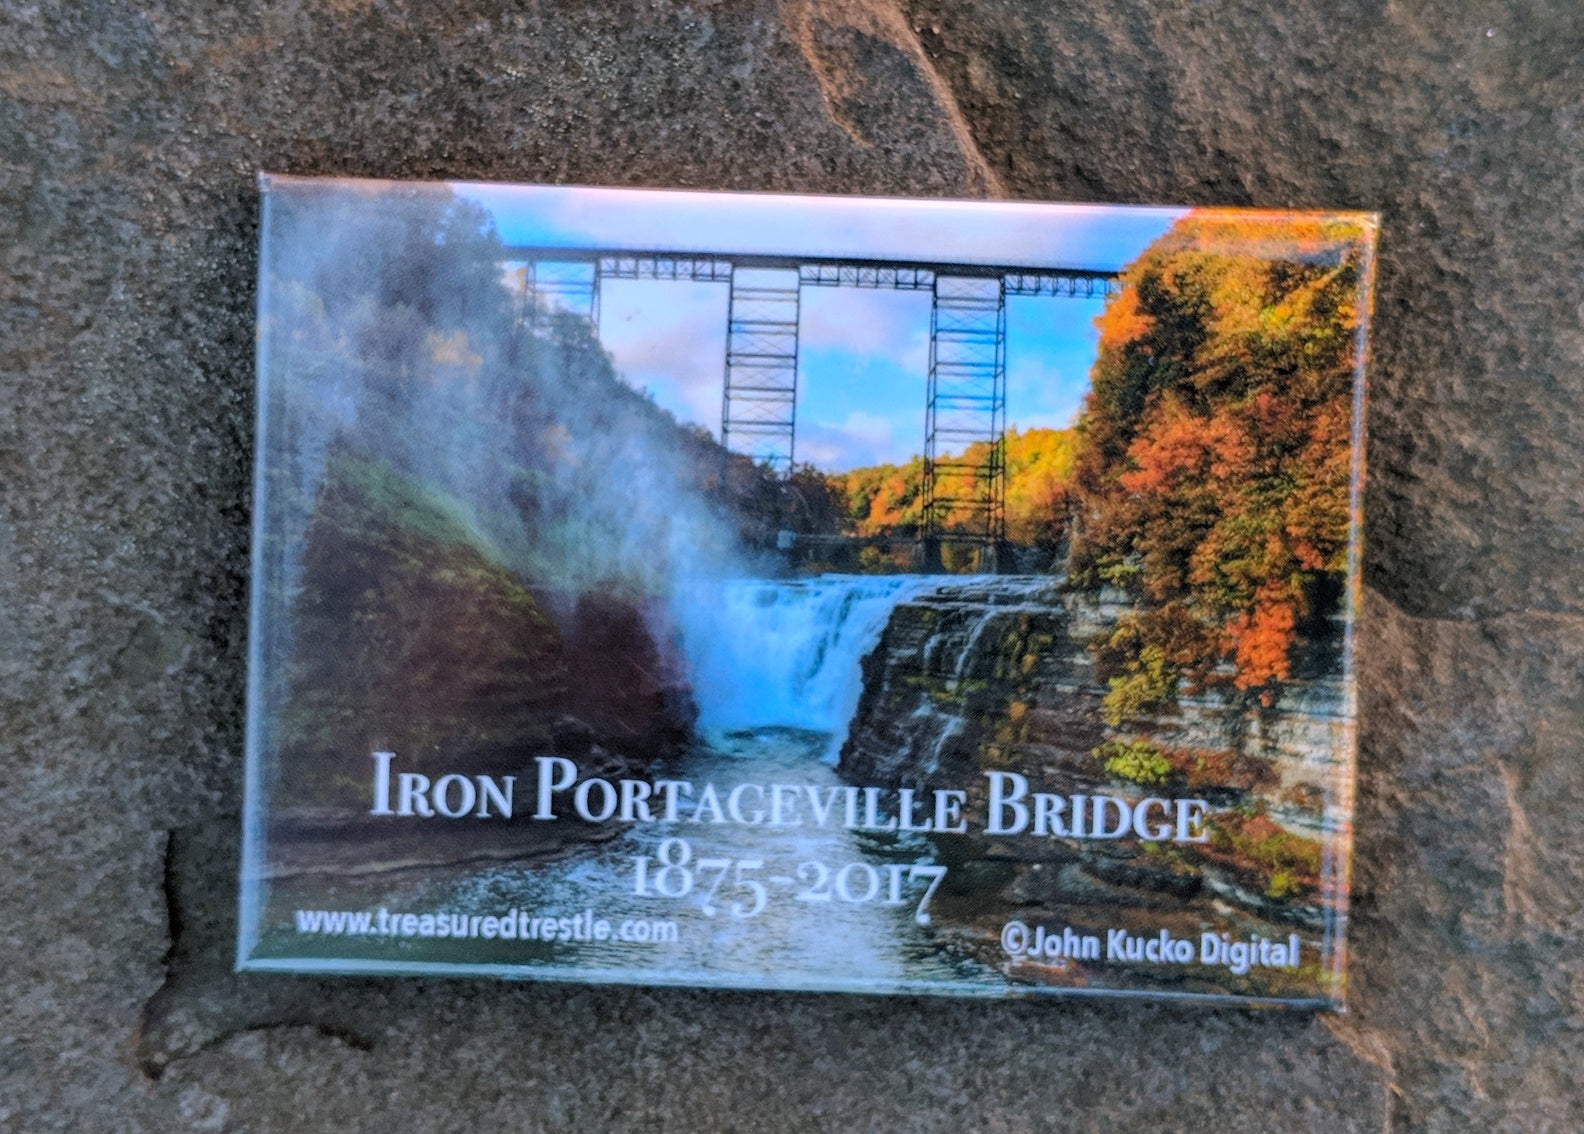 Iron Portageville Bridge
1875-2017
www.treasuredtrestle.com
©John Kucko Digital